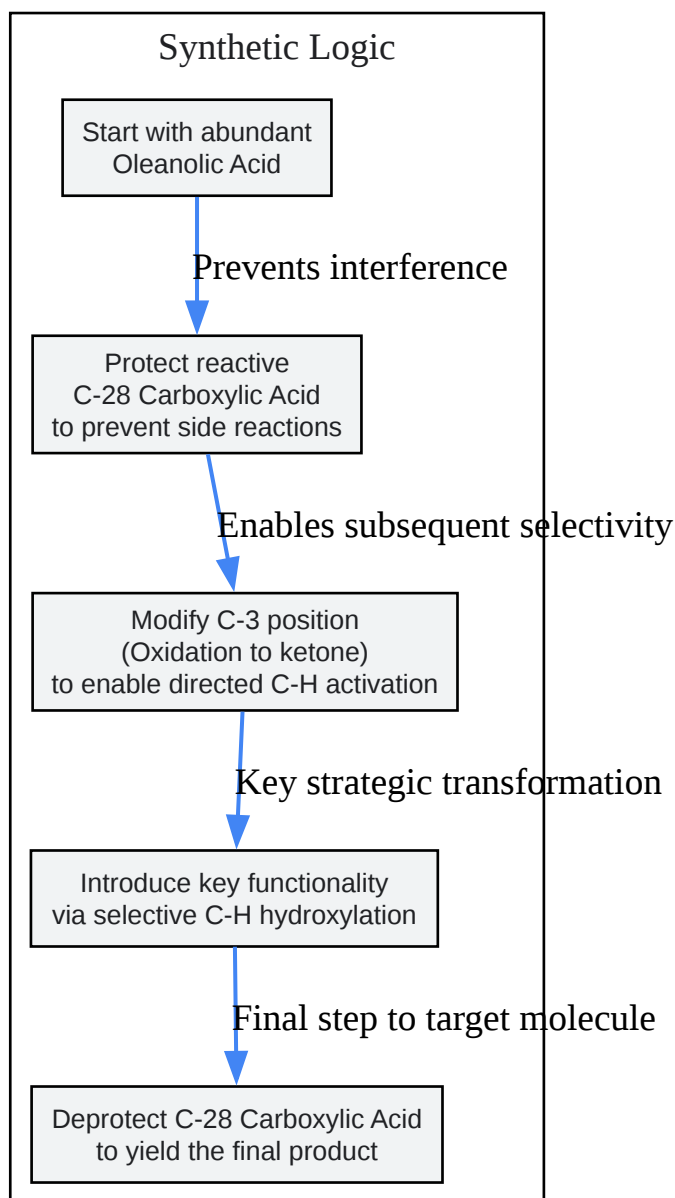 Synthetic Logic
Start with abundant
Oleanolic Acid
Prevents interference
Protect reactive
C-28 Carboxylic Acid
to prevent side reactions
Enables subsequent selectivity
Modify C-3 position
(Oxidation to ketone)
to enable directed C-H activation
Key strategic transformation
Introduce key functionality
via selective C-H hydroxylation
Final step to target molecule
Deprotect C-28 Carboxylic Acid
to yield the final product